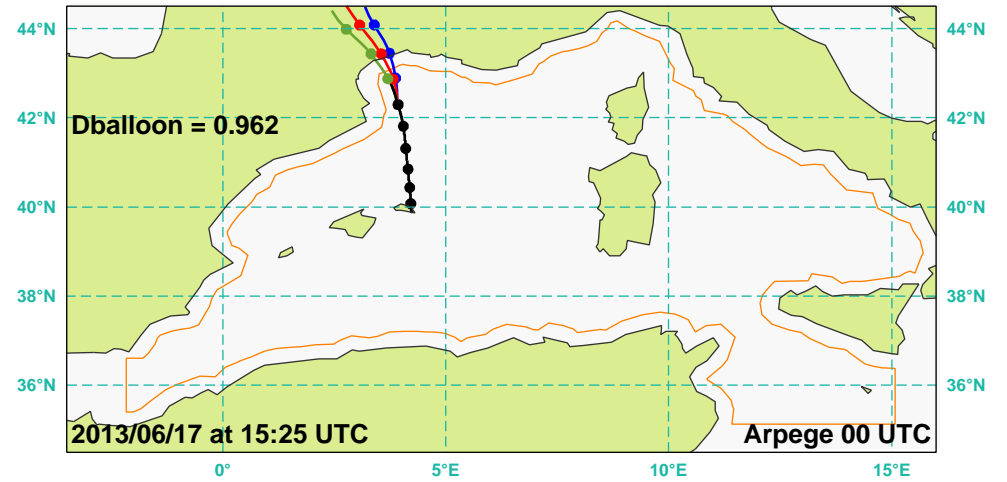 44°N 44°N
42°N 42°N
Dballoon = 0.962
40°N 40°N
38°N 38°N
36°N 36°N
2013/06/17 at 15:25 UTC Arpege 00 UTC
0° 5°E 10°E 15°E